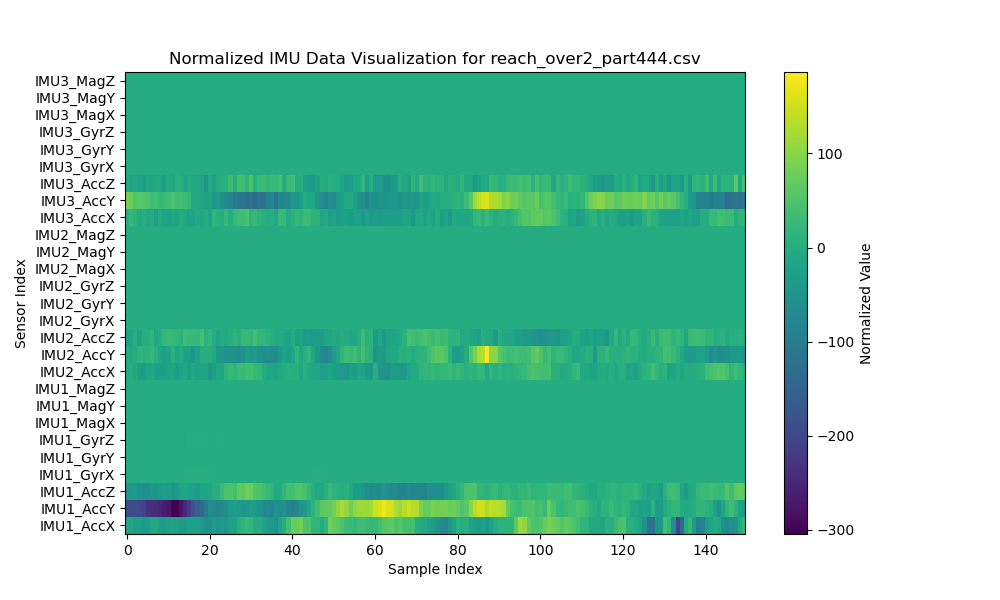 Normalized IMU Data Visualization for reach_over2_part444.csv
IMU3_MagZ
IMU3_MagY
IMU3_MagX
IMU3_GyrZ
IMU3_GyrY
IMU3_GyrX
IMU3_AccZ
IMU3_AccY
IMU3_AccX
IMU2_MagZ
IMU2_MagY
IMU2_MagX
IMU2_GyrZ
IMU2_GyrY
IMU2_GyrX
IMU2_AccZ
IMU2_AccY
IMU2_AccX
IMU1_MagZ
IMU1_MagY
IMU1_MagX
IMU1_GyrZ
IMU1_GyrY
IMU1_GyrX
IMU1_AccZ
IMU1_AccY
IMU1_AccX
Sensor Index
0 20 40 60 80 100 120 140
Sample Index
100
0
−100
−200
−300
Normalized Value